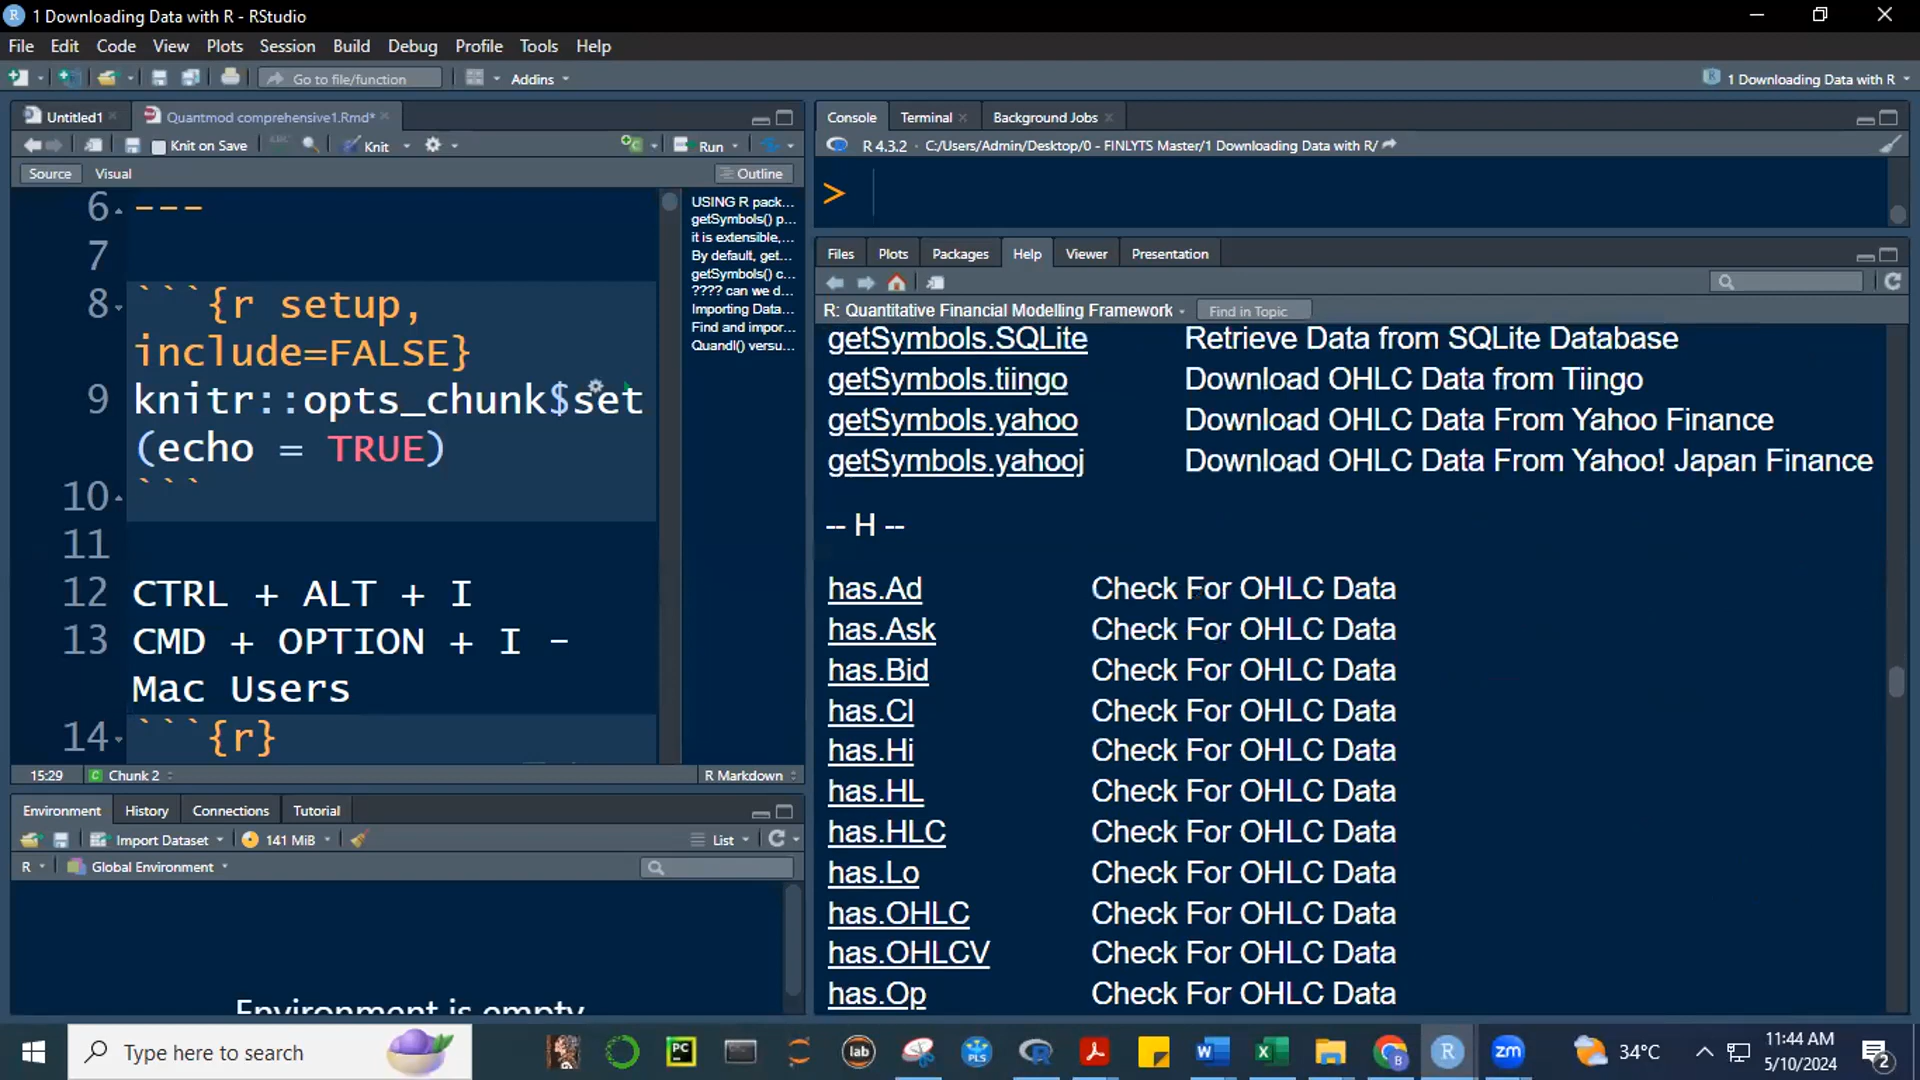 1 Downloading Data with R - RStudio
File Edit Code View Plots Session Build Debug Profile Tools Help
Go to file/function Addins 1 Downloading Data with R
Untitled1 Quantmod comprehensive1.Rmd*
Knit on Save Knit Run
Source Visual Outline
6 ---
7
8 ```{r setup,
include=FALSE}
9 knitr::opts_chunk$set
(echo = TRUE)
10 ```
11
12 CTRL + ALT + I
13 CMD + OPTION + I -
Mac Users
14 ```{r}
15:29 Chunk 2 R Markdown
USING R pack...
getSymbols() p...
it is extensible,...
By default, get...
getSymbols() c...
???? can we d...
Importing Data...
Find and impor...
Quandl() versu...
Environment History Connections Tutorial
Import Dataset 141 MiB List
R Global Environment
Environment is empty
Console Terminal Background Jobs
R 4.3.2 · C:/Users/Admin/Desktop/0 - FINLYTS Master/1 Downloading Data with R/
>
Files Plots Packages Help Viewer Presentation
R: Quantitative Financial Modelling Framework Find in Topic
getSymbols.SQLite Retrieve Data from SQLite Database
getSymbols.tiingo Download OHLC Data from Tiingo
getSymbols.yahoo Download OHLC Data From Yahoo Finance
getSymbols.yahooj Download OHLC Data From Yahoo! Japan Finance
-- H --
has.Ad Check For OHLC Data
has.Ask Check For OHLC Data
has.Bid Check For OHLC Data
has.Cl Check For OHLC Data
has.Hi Check For OHLC Data
has.HL Check For OHLC Data
has.HLC Check For OHLC Data
has.Lo Check For OHLC Data
has.OHLC Check For OHLC Data
has.OHLCV Check For OHLC Data
has.Op Check For OHLC Data
Type here to search PC lab PLS zm 34°C 11:44 AM
5/10/2024 2